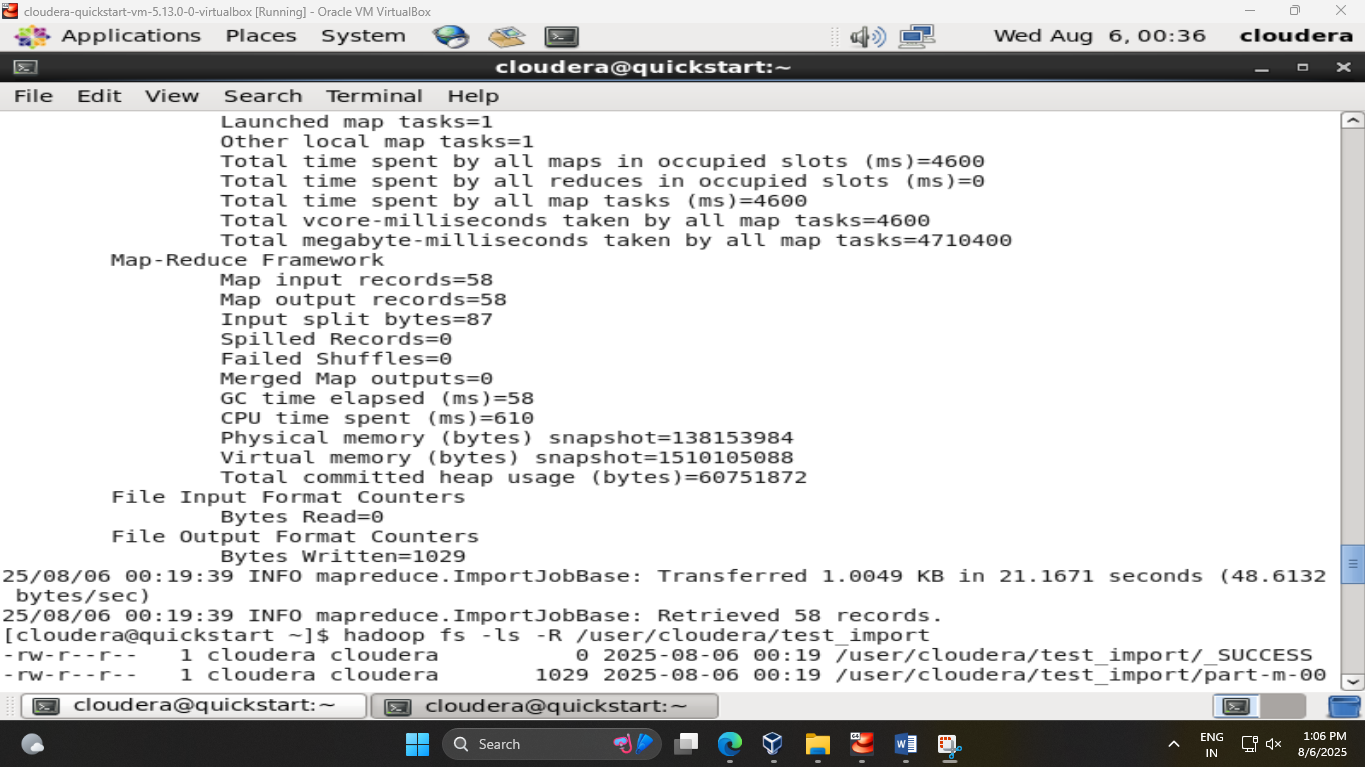 cloudera-quickstart-vm-5.13.0-0-virtualbox [Running] - Oracle VM VirtualBox
Applications Places System Wed Aug 6, 00:36 cloudera
cloudera@quickstart:~
File Edit View Search Terminal Help
Launched map tasks=1
Other local map tasks=1
Total time spent by all maps in occupied slots (ms)=4600
Total time spent by all reduces in occupied slots (ms)=0
Total time spent by all map tasks (ms)=4600
Total vcore-milliseconds taken by all map tasks=4600
Total megabyte-milliseconds taken by all map tasks=4710400
Map-Reduce Framework
Map input records=58
Map output records=58
Input split bytes=87
Spilled Records=0
Failed Shuffles=0
Merged Map outputs=0
GC time elapsed (ms)=58
CPU time spent (ms)=610
Physical memory (bytes) snapshot=138153984
Virtual memory (bytes) snapshot=1510105088
Total committed heap usage (bytes)=60751872
File Input Format Counters
Bytes Read=0
File Output Format Counters
Bytes Written=1029
25/08/06 00:19:39 INFO mapreduce.ImportJobBase: Transferred 1.0049 KB in 21.1671 seconds (48.6132
bytes/sec)
25/08/06 00:19:39 INFO mapreduce.ImportJobBase: Retrieved 58 records.
[cloudera@quickstart ~]$ hadoop fs -ls -R /user/cloudera/test_import
-rw-r--r-- 1 cloudera cloudera 0 2025-08-06 00:19 /user/cloudera/test_import/_SUCCESS
-rw-r--r-- 1 cloudera cloudera 1029 2025-08-06 00:19 /user/cloudera/test_import/part-m-00
cloudera@quickstart:~ cloudera@quickstart:~
Search
ENG
IN
1:06 PM
8/6/2025